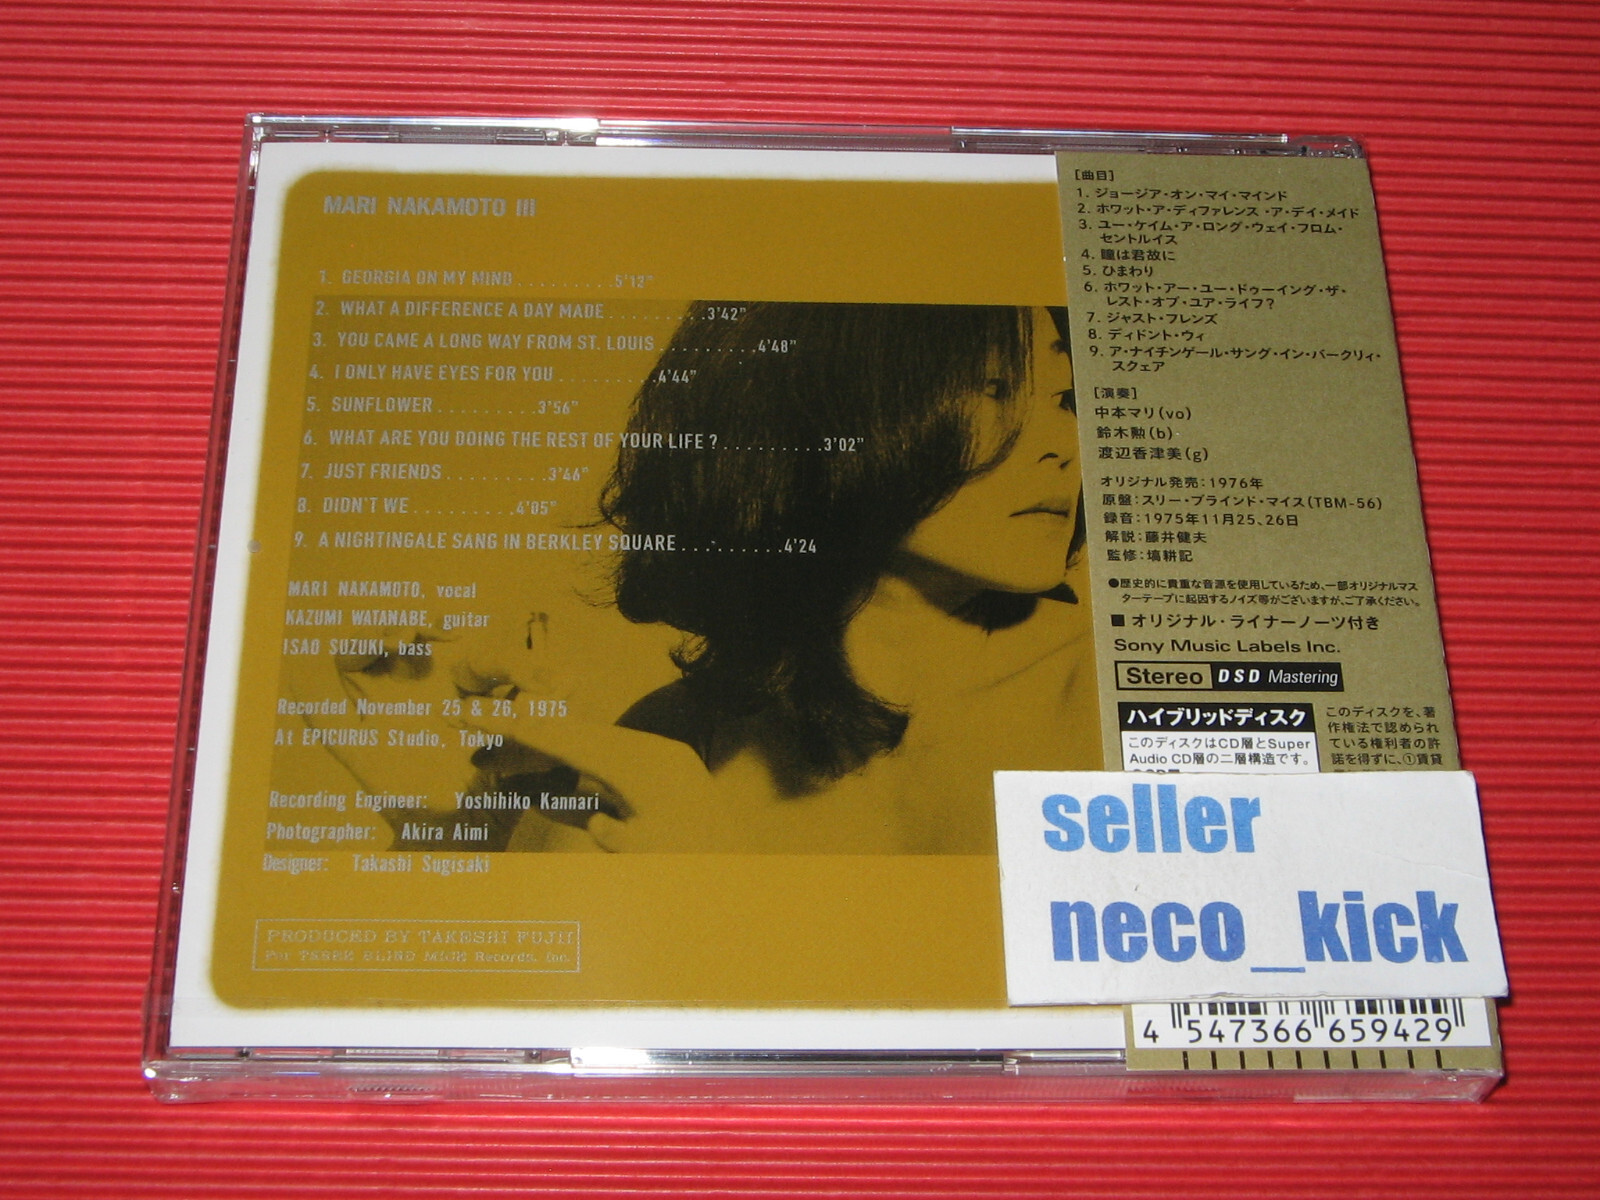 MARI NAKAMOTO III
1. GEORGIA ON MY MIND.........5'13"
2. WHAT A DIFFERENCE A DAY MADE.........3'42"
3. YOU CAME A LONG WAY FROM ST. LOUIS.........4'48"
4. I ONLY HAVE EYES FOR YOU.........4'44"
5. SUNFLOWER.........3'56"
6. WHAT ARE YOU DOING THE REST OF YOUR LIFE ?.........3'02"
7. JUST FRIENDS.........3'46"
8. DIDN'T WE.........4'05"
9. A NIGHTINGALE SANG IN BERKLEY SQUARE.........4'24
MARI NAKAMOTO, vocal
KAZUMI WATANABE, guitar
ISAO SUZUKI, bass
Recorded November 25 & 26, 1975
At EPICURUS Studio, Tokyo
Recording Engineer: Yoshihiko Kannari
Photographer: Akira Aimi
Designer: Takashi Sugisaki
PRODUCED BY TAKESHI FUJII
For THREE BLIND MICE Records, Inc.
[曲目]
1. ジョージア・オン・マイ・マインド
2. ホワット・ア・ディファレンス・ア・デイ・メイド
3. ユー・ケイム・ア・ロング・ウェイ・フロム・
セントルイス
4. 瞳は君故に
5. ひまわり
6. ホワット・アー・ユー・ドゥーイング・ザ・
レスト・オブ・ユア・ライフ?
7. ジャスト・フレンズ
8. ディドント・ウィ
9. ア・ナイチンゲール・サング・イン・バークリィ・
スクェア
[演奏]
中本マリ(vo)
鈴木勲(b)
渡辺香津美(g)
オリジナル発売:1976年
原盤:スリー・ブラインド・マイス(TBM-56)
録音:1975年11月25、26日
解説:藤井健夫
監修:塙耕記
●歴史的に貴重な音源を使用しているため、一部オリジナルマス
ターテープに起因するノイズ等がございますが、ご了承ください。
■ オリジナル・ライナーノーツ付き
Sony Music Labels Inc.
Stereo DSD Mastering
ハイブリッドディスク
このディスクはCD層とSuper
Audio CD層の二層構造です。
このディスクを、著
作権法で認められ
ている権利者の許
諾を得ずに、①賃貸
seller
neco_kick
4 547366 659429